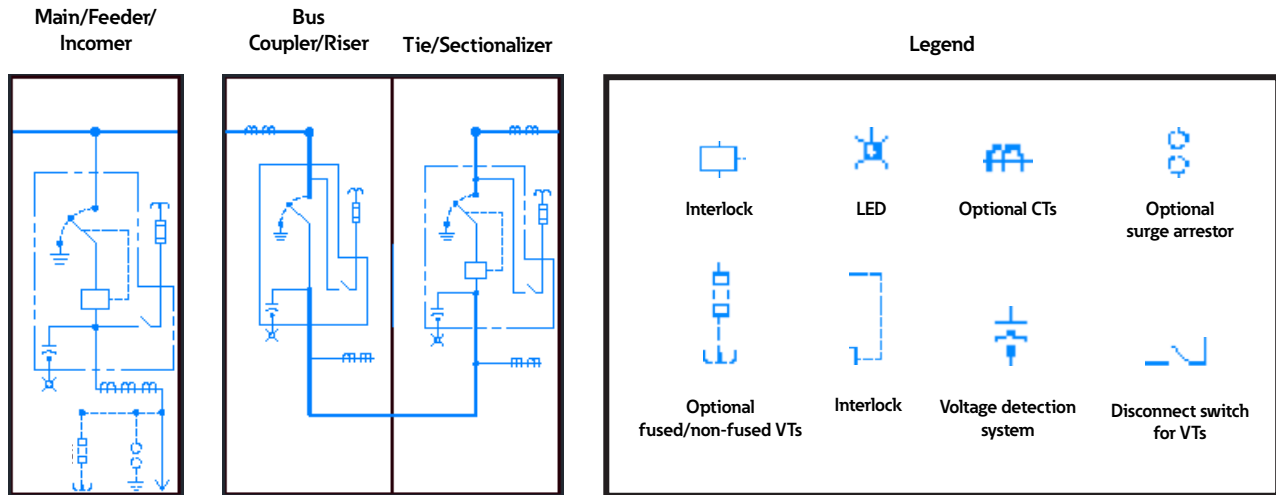 Main/Feeder/
Incomer
Bus
Coupler/Riser
Tie/Sectionalizer
Legend
Interlock
LED
Optional CTs
Optional
surge arrestor
Optional
fused/non-fused VTs
Interlock
Voltage detection
system
Disconnect switch
for VTs